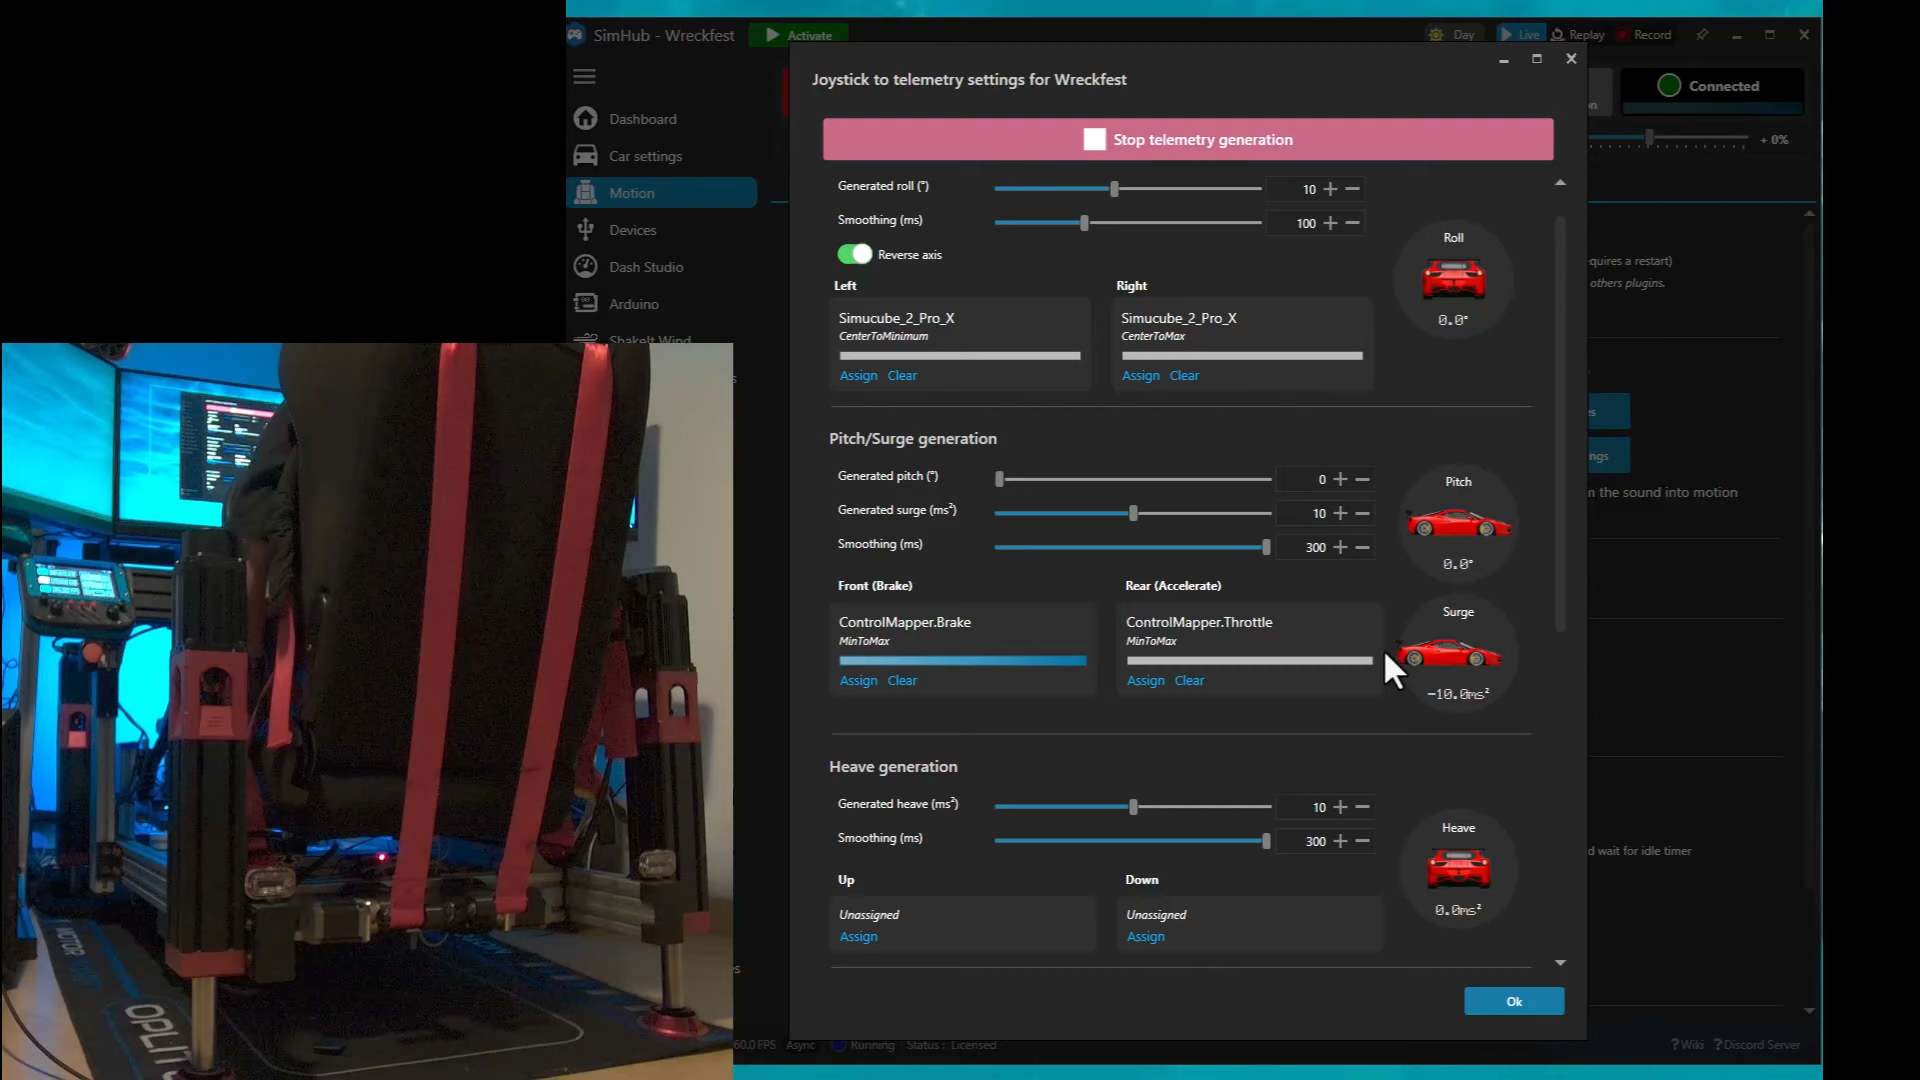 SimHub - Wreckfest
Activate
Day
Live
Replay
Record
Joystick to telemetry settings for Wreckfest
Connected
+ 0%
Stop telemetry generation
Dashboard
Car settings
Motion
Devices
Dash Studio
Arduino
ShakeIt Wind
Generated roll (°)
10
Smoothing (ms)
100
Reverse axis
Roll
0.0°
Left
Right
Simucube_2_Pro_X
CenterToMinimum
Assign Clear
Simucube_2_Pro_X
CenterToMax
Assign Clear
quires a restart)
others plugins.
es
ngs
n the sound into motion
d wait for idle timer
Pitch/Surge generation
Generated pitch (°)
0
Generated surge (ms²)
10
Smoothing (ms)
300
Pitch
0.0°
Front (Brake)
Rear (Accelerate)
ControlMapper.Brake
MinToMax
Assign Clear
ControlMapper.Throttle
MinToMax
Assign Clear
Surge
-10.0ms²
Heave generation
Generated heave (ms²)
10
Smoothing (ms)
300
Heave
0.0ms²
Up
Down
Unassigned
Assign
Unassigned
Assign
Ok
60.0 FPS Async Running Status : Licensed
Wiki
Discord Server
MOTOR
OPLIT